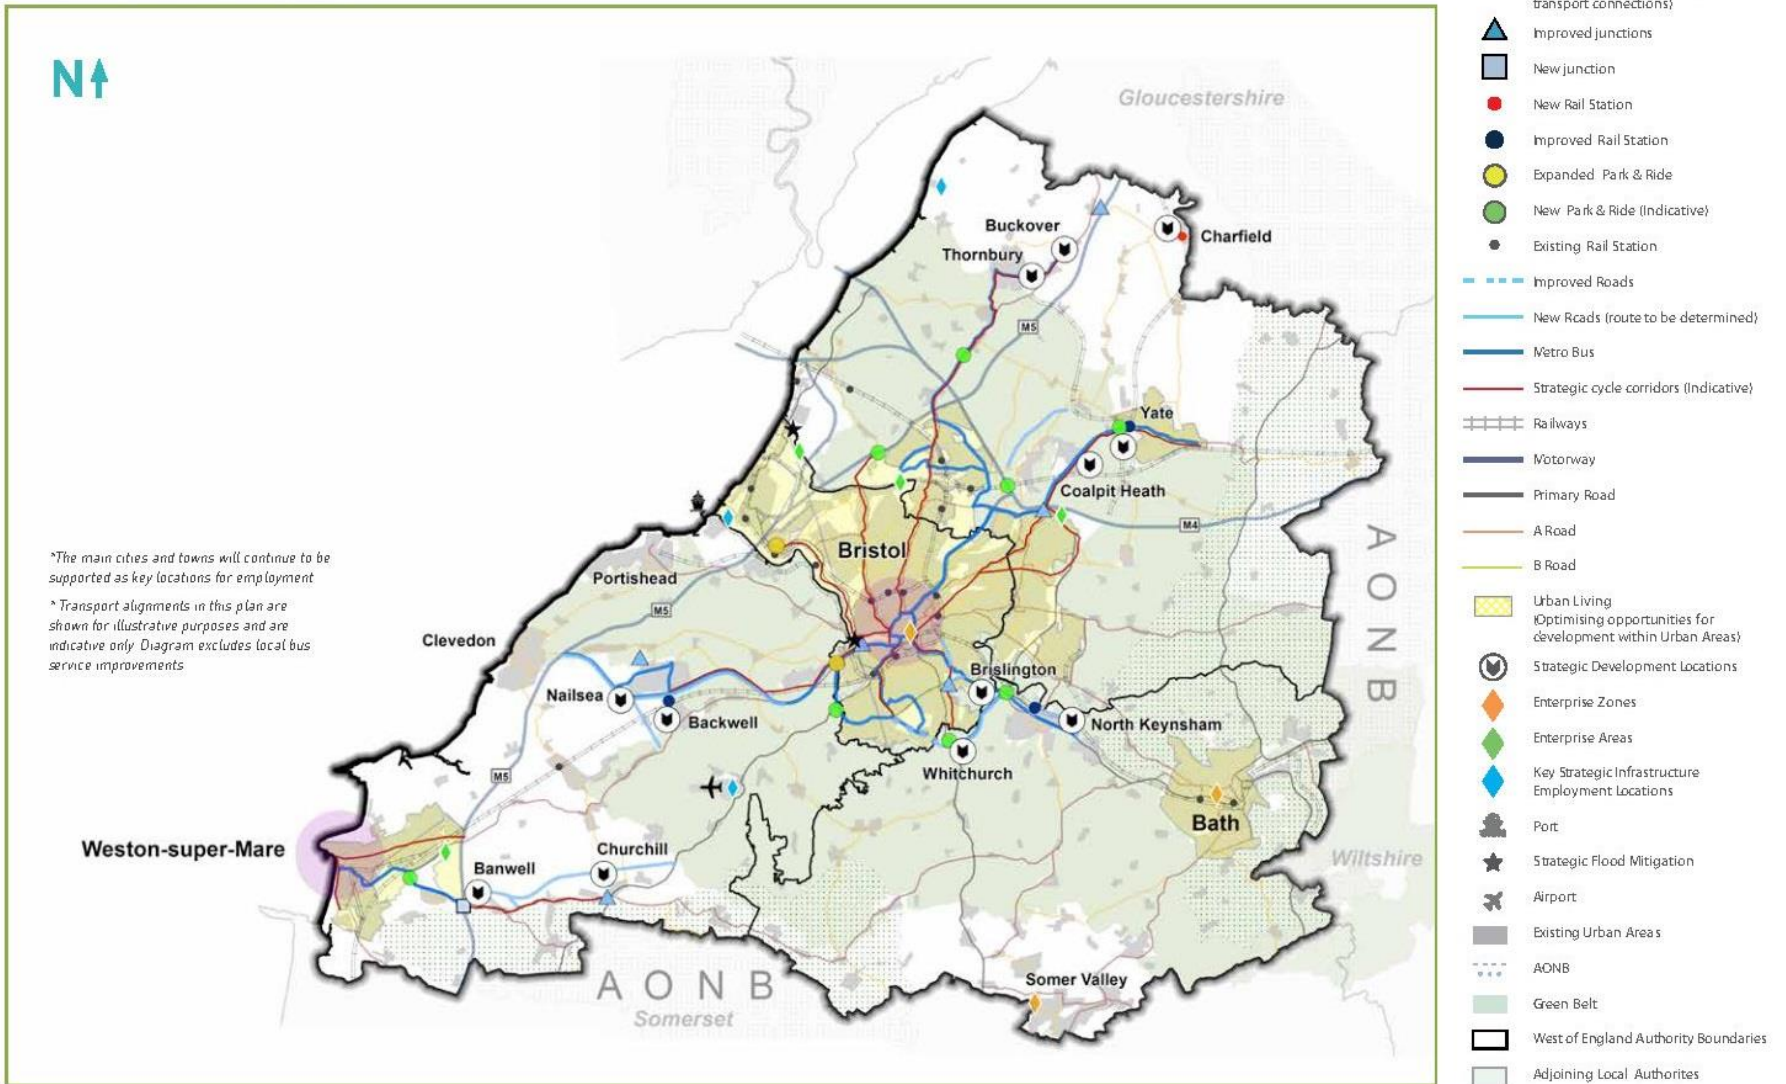 N
Gloucestershire
Buckover
Thornbury
Charfield
M5
Yate
Coalpit Heath
M4
Bristol
Portishead
M5
Clevedon
*The main cities and towns will continue to be
supported as key locations for employment
* Transport alignments in this plan are
shown for illustrative purposes and are
indicative only Diagram excludes local bus
service improvements
AONB
Brislington
Nailsea
Backwell
North Keynsham
Whitchurch
M5
Bath
Weston-super-Mare
Churchill
Banwell
Wiltshire
Somer Valley
AONB
Somerset
transport connections)
Improved junctions
New junction
New Rail Station
Improved Rail Station
Expanded Park & Ride
New Park & Ride (Indicative)
Existing Rail Station
Improved Roads
New Roads (route to be determined)
Metro Bus
Strategic cycle corridors (Indicative)
Railways
Motorway
Primary Road
A Road
B Road
Urban Living
(Optimising opportunities for
development within Urban Areas)
Strategic Development Locations
Enterprise Zones
Enterprise Areas
Key Strategic Infrastructure
Employment Locations
Port
Strategic Flood Mitigation
Airport
Existing Urban Areas
AONB
Green Belt
West of England Authority Boundaries
Adjoining Local Authorites